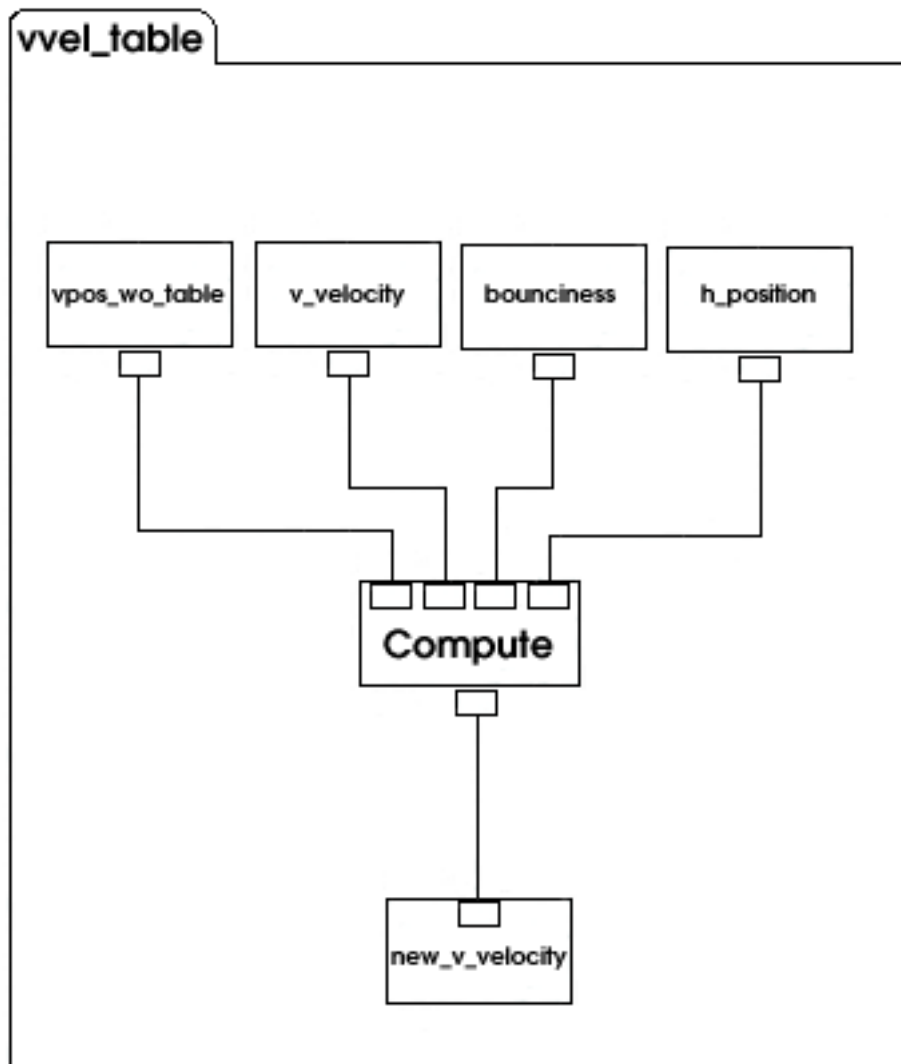 vvel_table
vpos_wo_table
v_velocity
bounciness
h_position
Compute
new_v_velocity